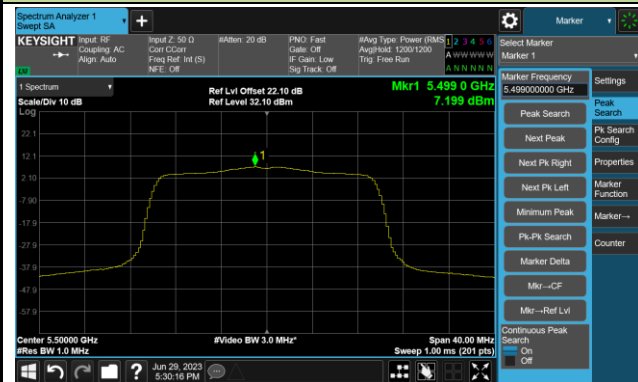 Spectrum Analyzer 1
Swept SA
Marker
KEYSIGHT
Input: RF
Coupling: AC
Align: Auto
Input Z: 50 Ω
Corr CCorr
Freq Ref: Int (S)
NFE: Off
#Atten: 20 dB
PNO: Fast
Gate: Off
IF Gain: Low
Sig Track: Off
#Avg Type: Power (RMS
Avg|Hold: 1200/1200
Trig: Free Run
1 2 3 4 5 6
A W W W W W
A N N N N N
LXI
Select Marker
Marker 1
1 Spectrum
Scale/Div 10 dB
Log
Ref Lvl Offset 22.10 dB
Ref Level 32.10 dBm
Mkr1 5.499 0 GHz
7.199 dBm
22.1
12.1
2.10
-7.90
-17.9
-27.9
-37.9
-47.9
-57.9
1
Center 5.50000 GHz
#Res BW 1.0 MHz
#Video BW 3.0 MHz*
Span 40.00 MHz
Sweep 1.00 ms (201 pts)
Marker Frequency
5.499000000 GHz
Peak Search
Next Peak
Next Pk Right
Next Pk Left
Minimum Peak
Pk-Pk Search
Marker Delta
Mkr→CF
Mkr→Ref Lvl
Continuous Peak
Search
On
Off
Settings
Peak
Search
Pk Search
Config
Properties
Marker
Function
Marker→
Counter
Jun 29, 2023
5:30:16 PM